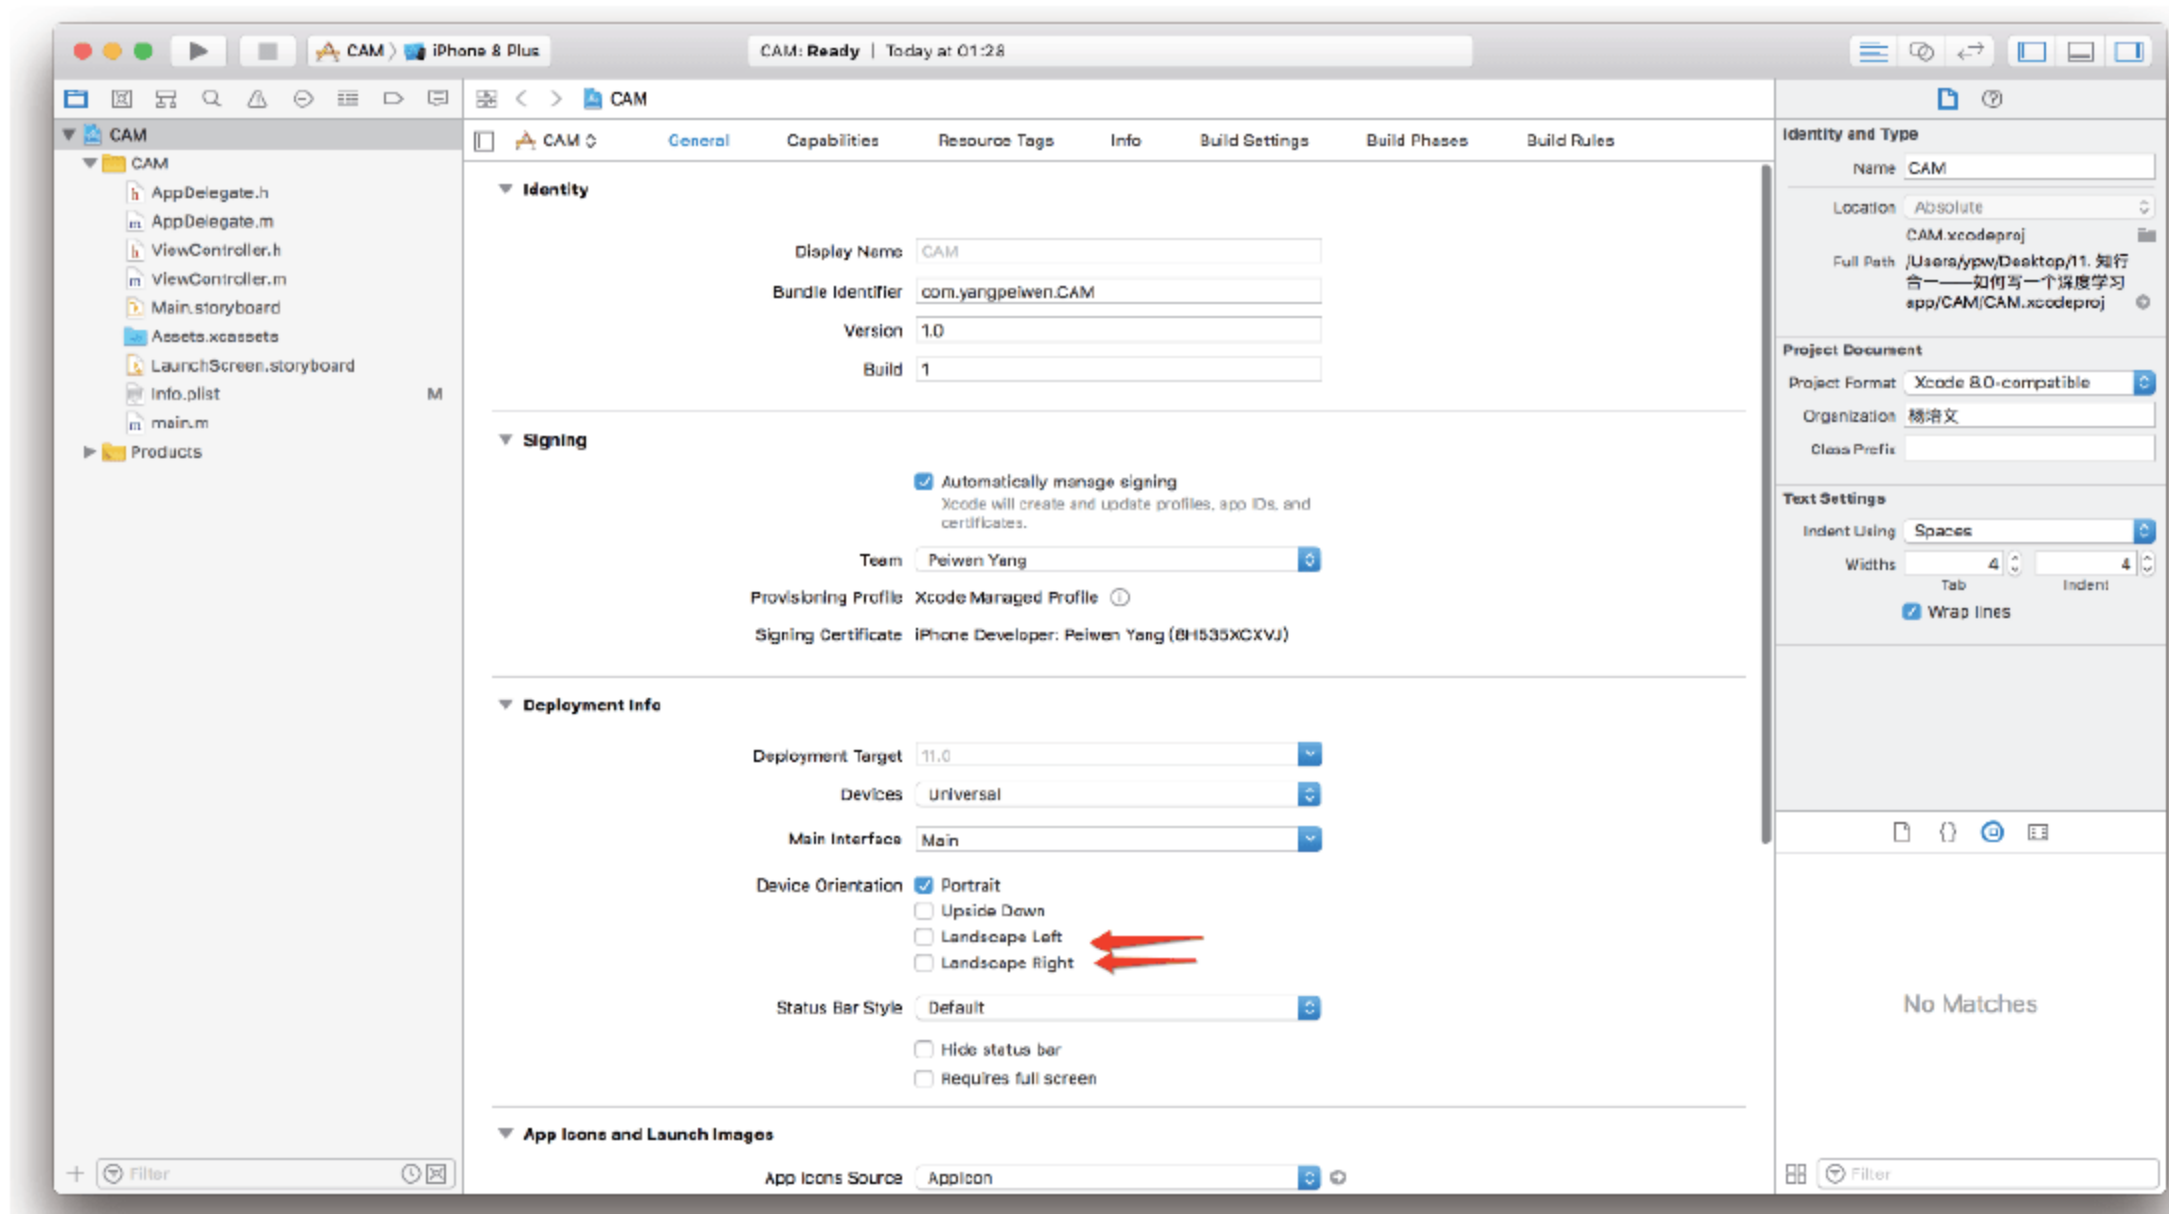 CAM 〉 iPhone 8 Plus
CAM: Ready | Today at 01:28
CAM
CAM
AppDelegate.h
AppDelegate.m
ViewController.h
ViewController.m
Main.storyboard
Assets.xcassets
LaunchScreen.storyboard
Info.plist M
main.m
Products
Filter
CAM
CAM General Capabilities Resource Tags Info Build Settings Build Phases Build Rules
Identity
Display Name CAM
Bundle Identifier com.yangpeiwen.CAM
Version 1.0
Build 1
Signing
Automatically manage signing
Xcode will create and update profiles, app IDs, and
certificates.
Team Peiwen Yang
Provisioning Profile Xcode Managed Profile
Signing Certificate iPhone Developer: Peiwen Yang (8H535XCXVJ)
Deployment Info
Deployment Target 11.0
Devices Universal
Main Interface Main
Device Orientation Portrait
Upside Down
Landscape Left
Landscape Right
Status Bar Style Default
Hide status bar
Requires full screen
App Icons and Launch Images
App Icons Source AppIcon
Identity and Type
Name CAM
Location Absolute
CAM.xcodeproj
Full Path /Users/ypw/Desktop/11. 知行
合一——如何写一个深度学习
app/CAM/CAM.xcodeproj
Project Document
Project Format Xcode 8.0-compatible
Organization 杨培文
Class Prefix
Text Settings
Indent Using Spaces
Widths 4 4
Tab Indent
Wrap lines
No Matches
Filter